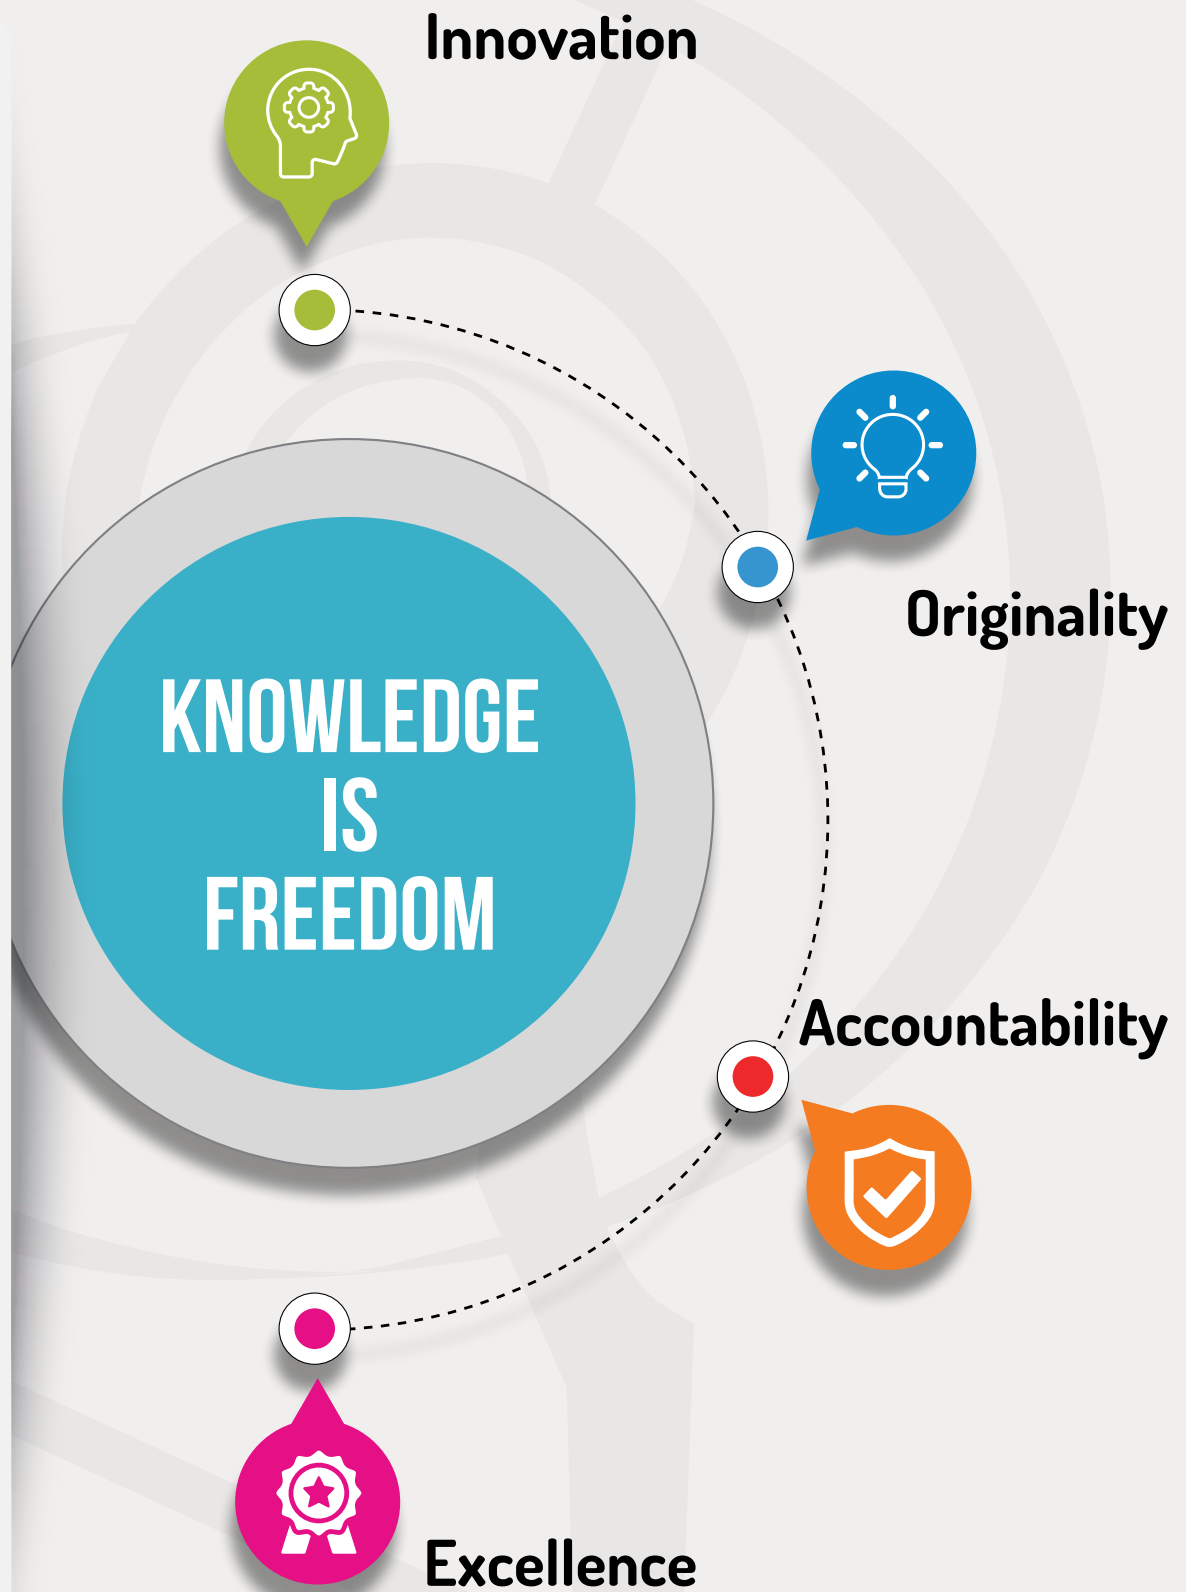 Innovation
Originality
KNOWLEDGE
IS
FREEDOM
Accountability
Excellence